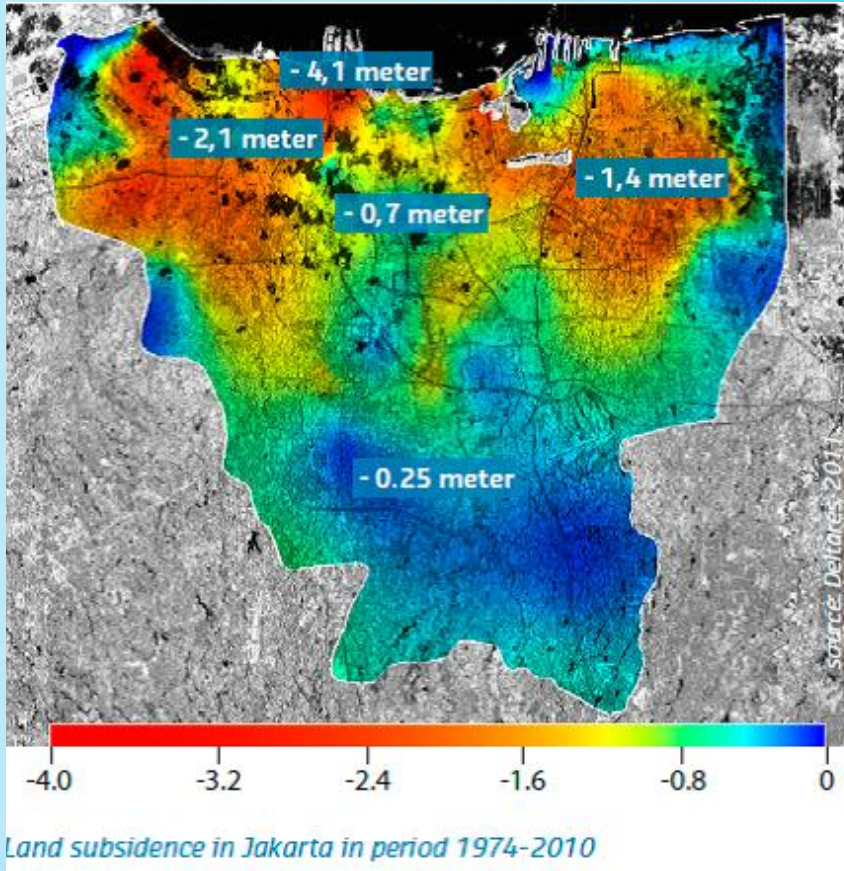 - 4,1 meter
- 2,1 meter
- 1,4 meter
- 0,7 meter
- 0.25 meter
source: Deltares 2011
-4.0 -3.2 -2.4 -1.6 -0.8 0
Land subsidence in Jakarta in period 1974-2010